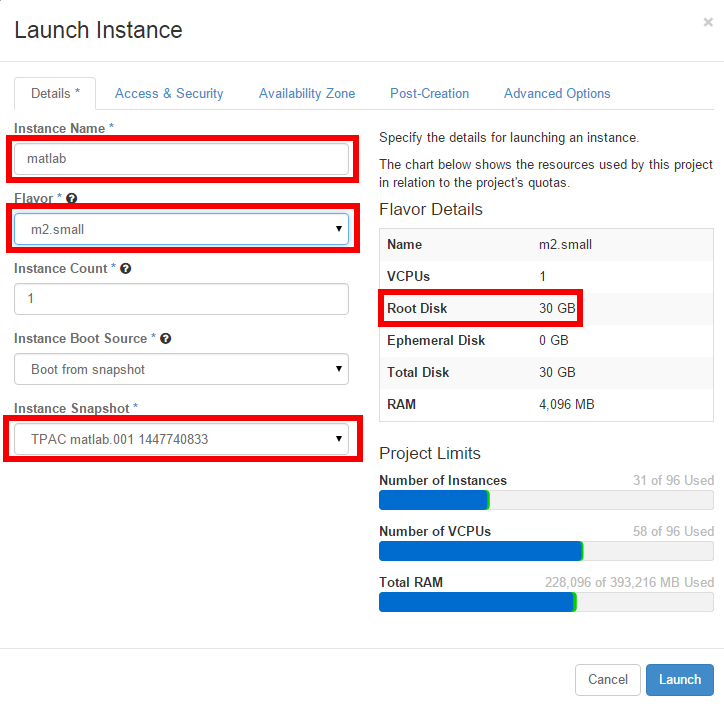 Launch Instance
×
Details * Access & Security Availability Zone Post-Creation Advanced Options
Instance Name *
matlab
Flavor * ?
m2.small
Instance Count * ?
1
Instance Boot Source * ?
Boot from snapshot
Instance Snapshot *
TPAC matlab.001 1447740833
Specify the details for launching an instance.
The chart below shows the resources used by this project
in relation to the project's quotas.
Flavor Details
Name m2.small
VCPUs 1
Root Disk 30 GB
Ephemeral Disk 0 GB
Total Disk 30 GB
RAM 4,096 MB
Project Limits
Number of Instances 31 of 96 Used
Number of VCPUs 58 of 96 Used
Total RAM 228,096 of 393,216 MB Used
Cancel Launch